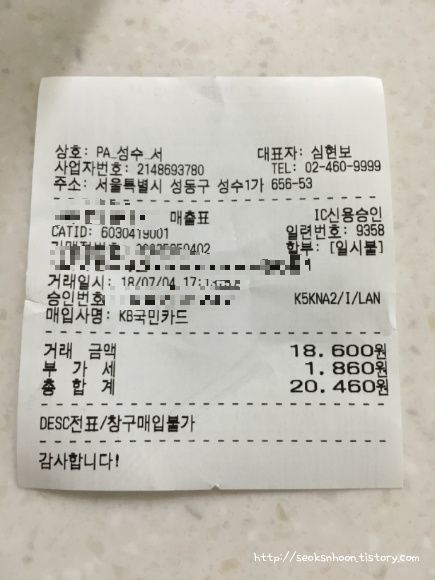 상호: PA_성수_서 대표자: 심현보
사업자번호: 2148693780 TEL: 02-460-9999
주소: 서울특별시 성동구 성수1가 656-53
매출표 IC신용승인
CATID: 6030419001 일련번호: 9358
할부: [일시불]
거래일시: 18/07/04
승인번호 K5KNA2/I/LAN
매입사명: KB국민카드
거래 금액 18.600원
부 가 세 1.860원
총 합 계 20.460원
DESC전표/창구매입불가
감사합니다!
http://seoksnhoon.tistory.com